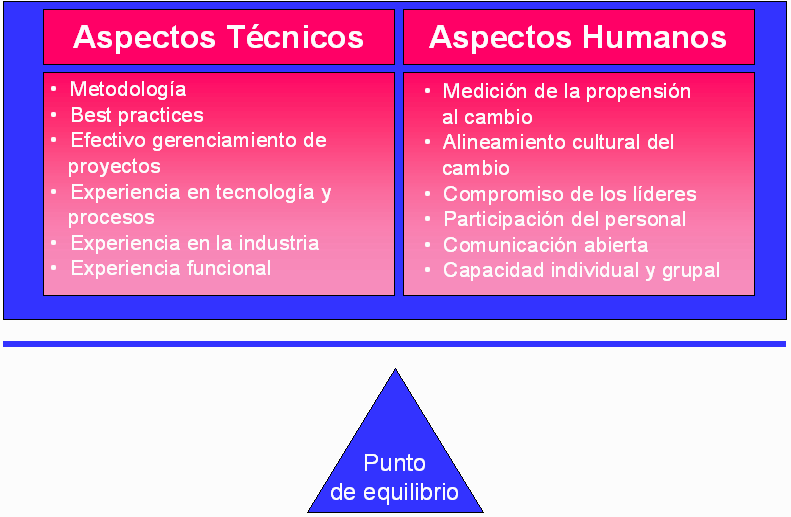 Aspectos Técnicos
• Metodología
• Best practices
• Efectivo gerenciamiento de
proyectos
• Experiencia en tecnología y
procesos
• Experiencia en la industria
• Experiencia funcional
Aspectos Humanos
• Medición de la propensión
al cambio
• Alineamiento cultural del
cambio
• Compromiso de los líderes
• Participación del personal
• Comunicación abierta
• Capacidad individual y grupal
Punto
de equilibrio